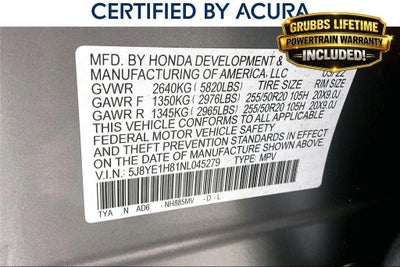 CERTIFIED BY ACURA
GRUBBS LIFETIME
POWERTRAIN WARRANTY
INCLUDED!
MFD. BY HONDA DEVELOPMENT &
MANUFACTURING OF AMERICA, LLC 03/22
GVWR 2640KG (5820LBS) TIRE SIZE RIM SIZE
GAWR F 1350KG (2976LBS) 255/50R20 105H 20X9.0J
GAWR R 1345KG (2965LBS) 255/50R20 105H 20X9.0J
THIS VEHICLE CONFORMS TO ALL APPLICABLE
FEDERAL MOTOR VEHICLE SAFETY AND
THEFT PREVENTION STANDARDS IN EFFECT ON
THE DATE OF MANUFACTURE SHOWN ABOVE.
V.I.N.: 5J8YE1H81NL045279 TYPE: MPV
TYA N AD6 -NH885MV -D-L-